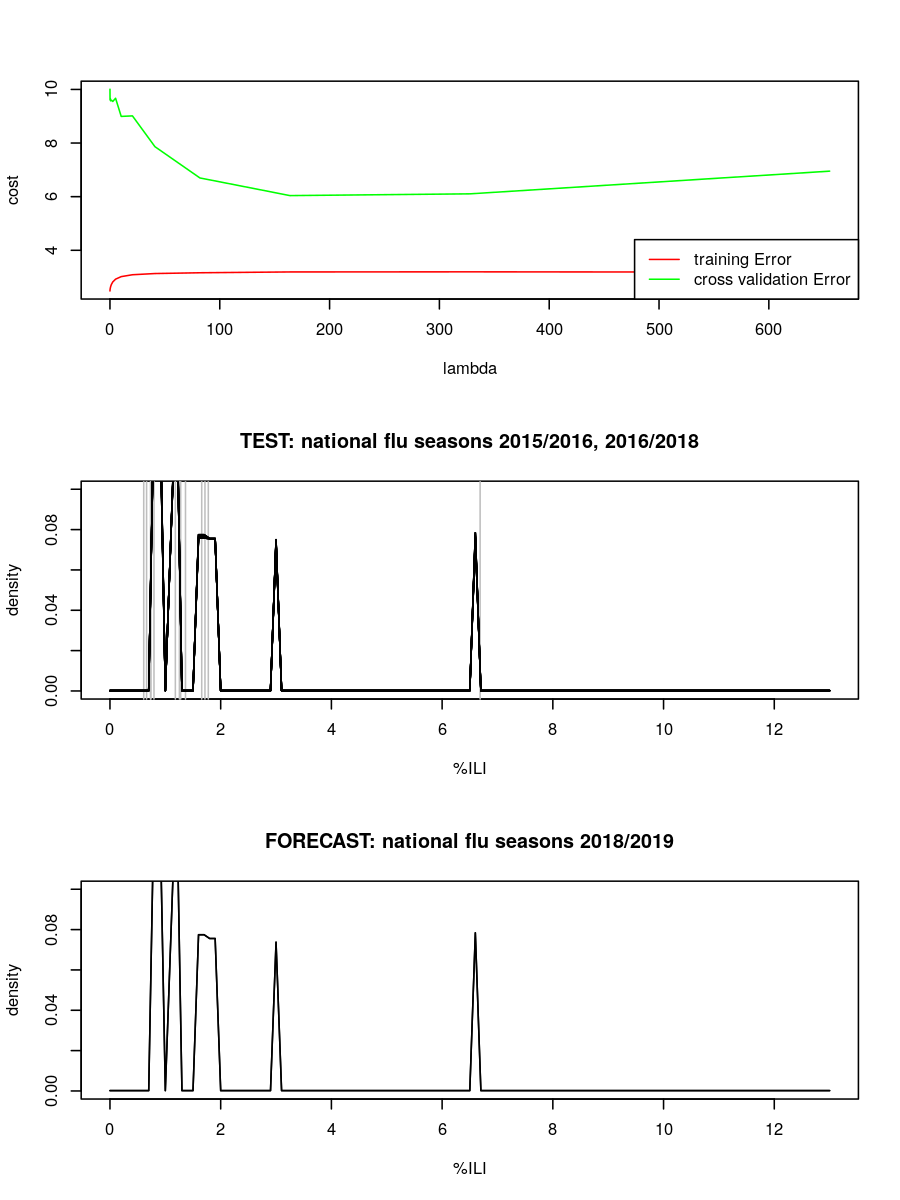 10
8
6
4
cost
training Error
cross validation Error
0 100 200 300 400 500 600
lambda
TEST: national flu seasons 2015/2016, 2016/2018
0.08
0.04
0.00
density
0 2 4 6 8 10 12
%ILI
FORECAST: national flu seasons 2018/2019
0.08
0.04
0.00
density
0 2 4 6 8 10 12
%ILI